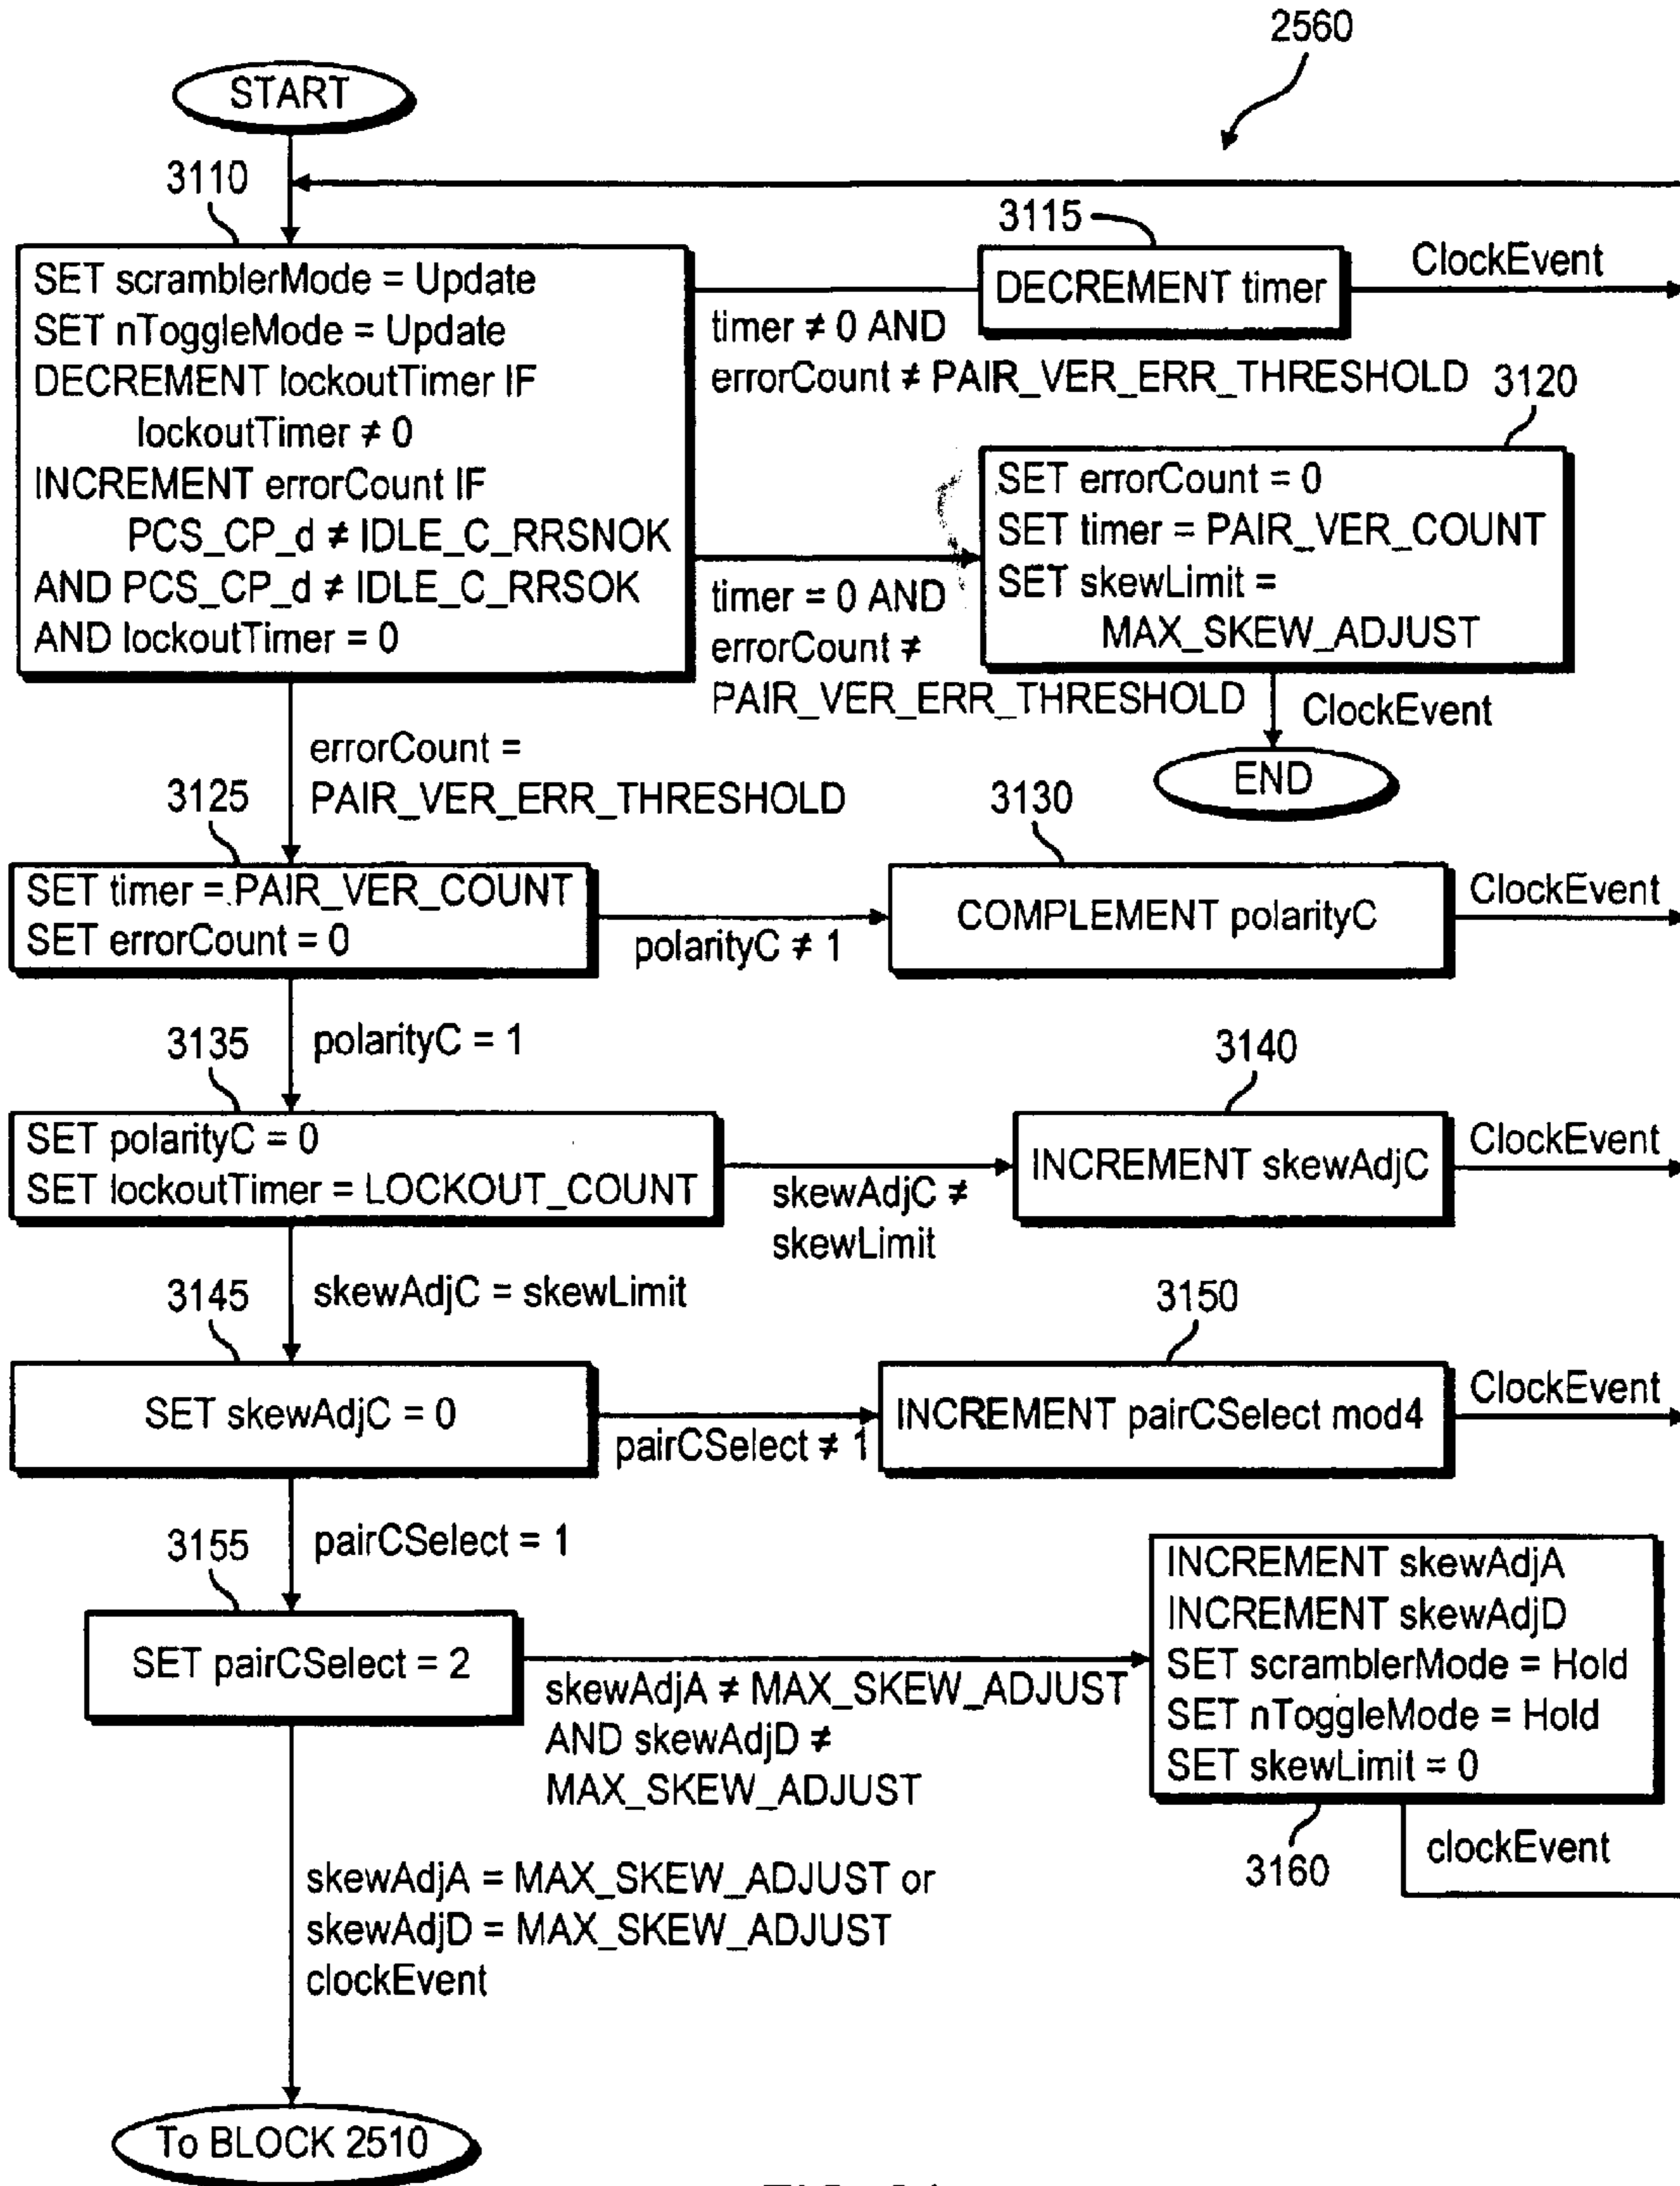 2560
START
3110
SET scramblerMode = Update
SET nToggleMode = Update
DECREMENT lockoutTimer IF
lockoutTimer ≠ 0
INCREMENT errorCount IF
PCS_CP_d ≠ IDLE_C_RRSNOK
AND PCS_CP_d ≠ IDLE_C_RRSOK
AND lockoutTimer = 0
3115
DECREMENT timer
ClockEvent
timer ≠ 0 AND
errorCount ≠ PAIR_VER_ERR_THRESHOLD
3120
SET errorCount = 0
SET timer = PAIR_VER_COUNT
SET skewLimit =
MAX_SKEW_ADJUST
timer = 0 AND
errorCount ≠
PAIR_VER_ERR_THRESHOLD
ClockEvent
END
errorCount =
PAIR_VER_ERR_THRESHOLD
3125
SET timer = PAIR_VER_COUNT
SET errorCount = 0
polarityC ≠ 1
3130
COMPLEMENT polarityC
ClockEvent
polarityC = 1
3135
SET polarityC = 0
SET lockoutTimer = LOCKOUT_COUNT
skewAdjC ≠
skewLimit
3140
INCREMENT skewAdjC
ClockEvent
skewAdjC = skewLimit
3145
SET skewAdjC = 0
pairCSelect ≠ 1
3150
INCREMENT pairCSelect mod4
ClockEvent
pairCSelect = 1
3155
SET pairCSelect = 2
skewAdjA ≠ MAX_SKEW_ADJUST
AND skewAdjD ≠
MAX_SKEW_ADJUST
INCREMENT skewAdjA
INCREMENT skewAdjD
SET scramblerMode = Hold
SET nToggleMode = Hold
SET skewLimit = 0
3160
clockEvent
skewAdjA = MAX_SKEW_ADJUST or
skewAdjD = MAX_SKEW_ADJUST
clockEvent
To BLOCK 2510